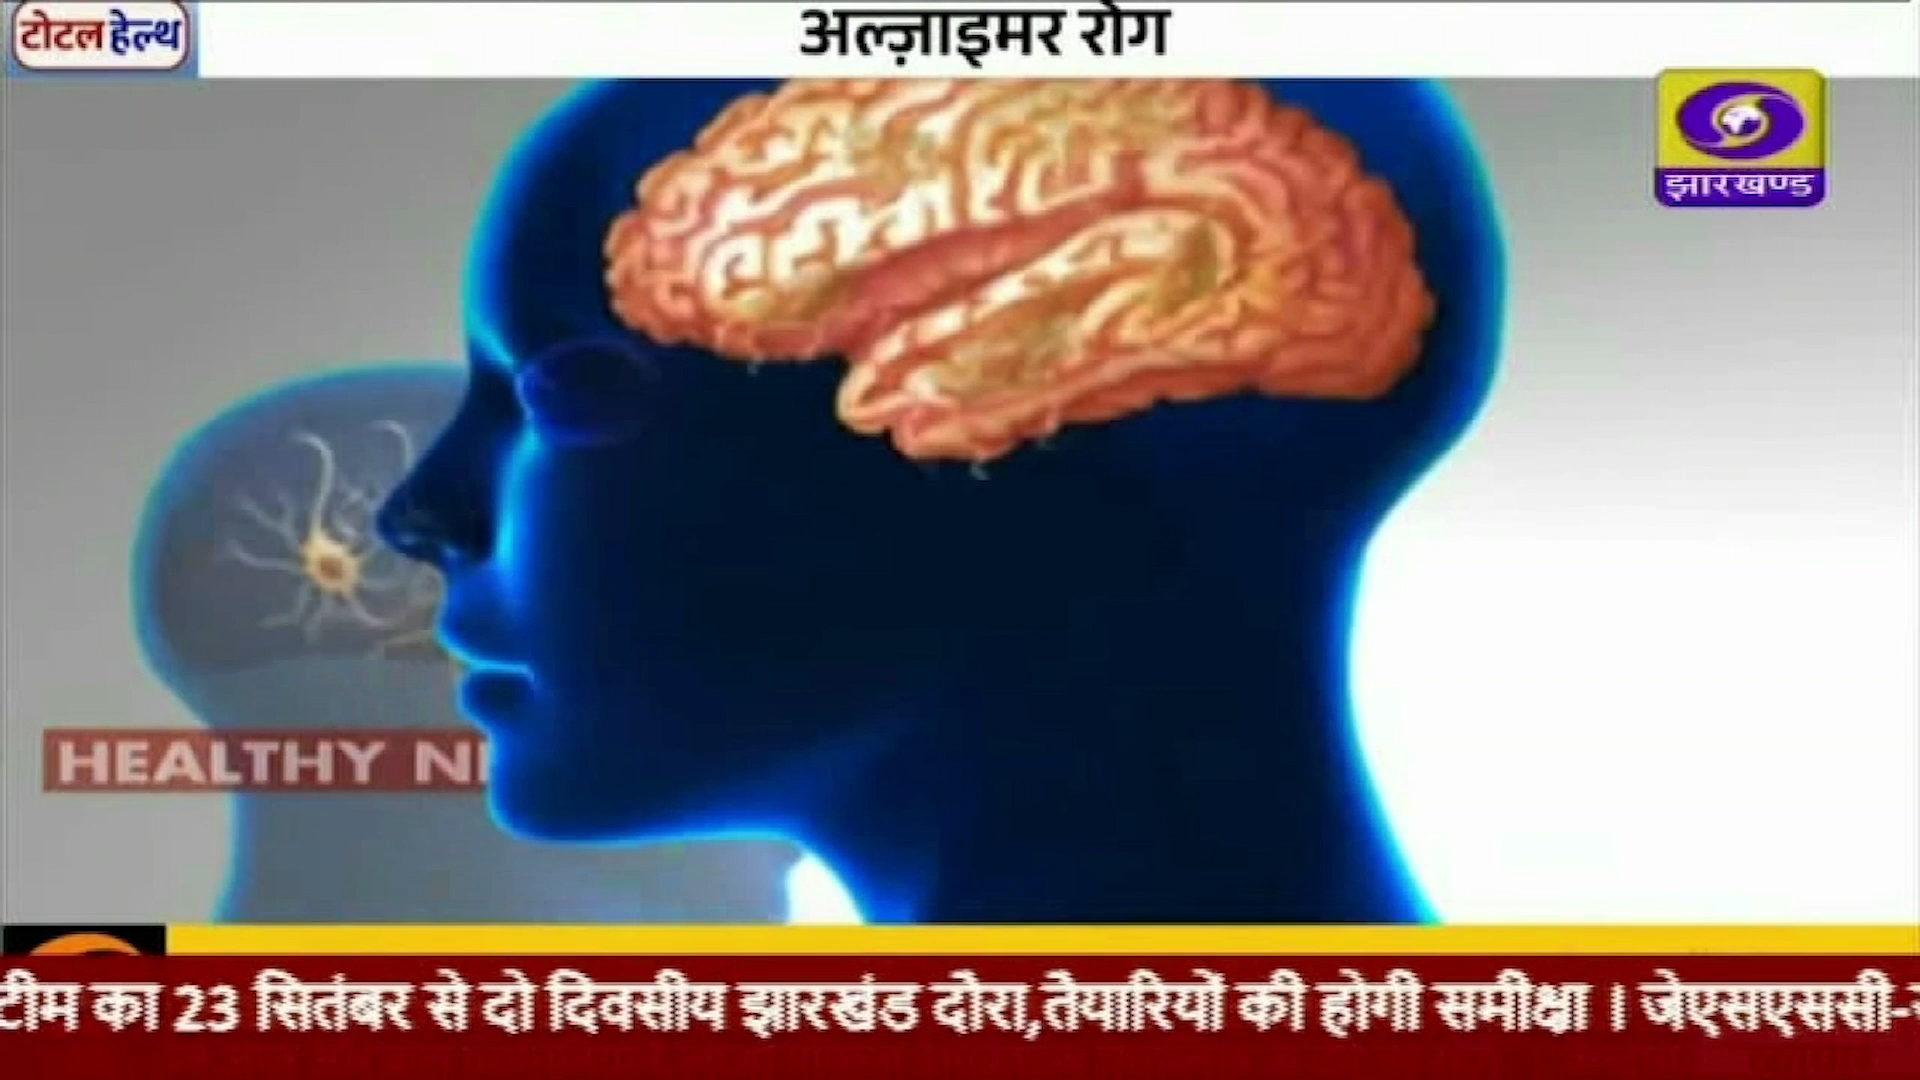 टोटल हेल्थ
अल्ज़ाइमर रोग
झारखण्ड
HEALTHY
टीम का 23 सितंबर से दो दिवसीय झारखंड दौरा,तैयारियों की होगी समीक्षा । जेएसएससी-